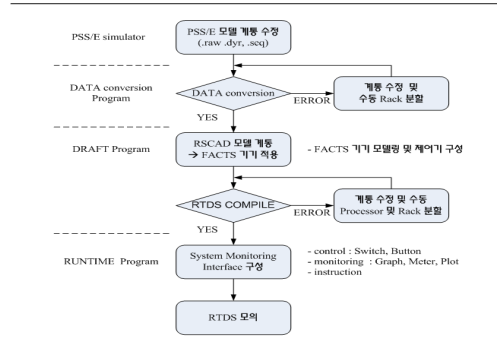 PSS/E simulator
PSS/E 모델 계통 수정
(.raw .dyr, .seq)
DATA conversion
Program
DATA conversion
ERROR
계통 수정 및
수동 Rack 분할
YES
DRAFT Program
RSCAD 모델 계통
→ FACTS 기기 적용
- FACTS 기기 모델링 및 제어기 구성
RTDS COMPILE
ERROR
계통 수정 및 수동
Processor 및 Rack 분할
YES
RUNTIME Program
System Monitoring
Interface 구성
- control : Switch, Button
- monitoring : Graph, Meter, Plot
- instruction
RTDS 모의